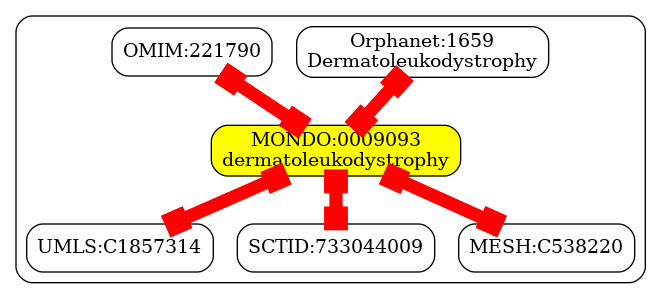 OMIM:221790
Orphanet:1659
Dermatoleukodystrophy
MONDO:0009093
dermatoleukodystrophy
UMLS:C1857314
SCTID:733044009
MESH:C538220